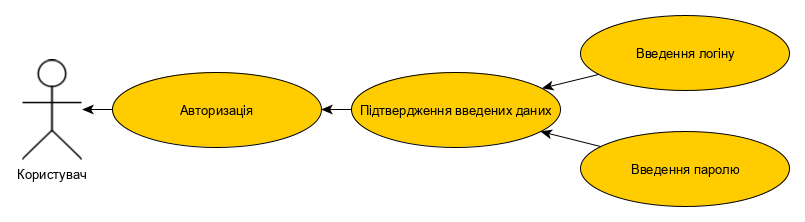 Користувач
Авторизація
Підтвердження введених даних
Введення логіну
Введення паролю